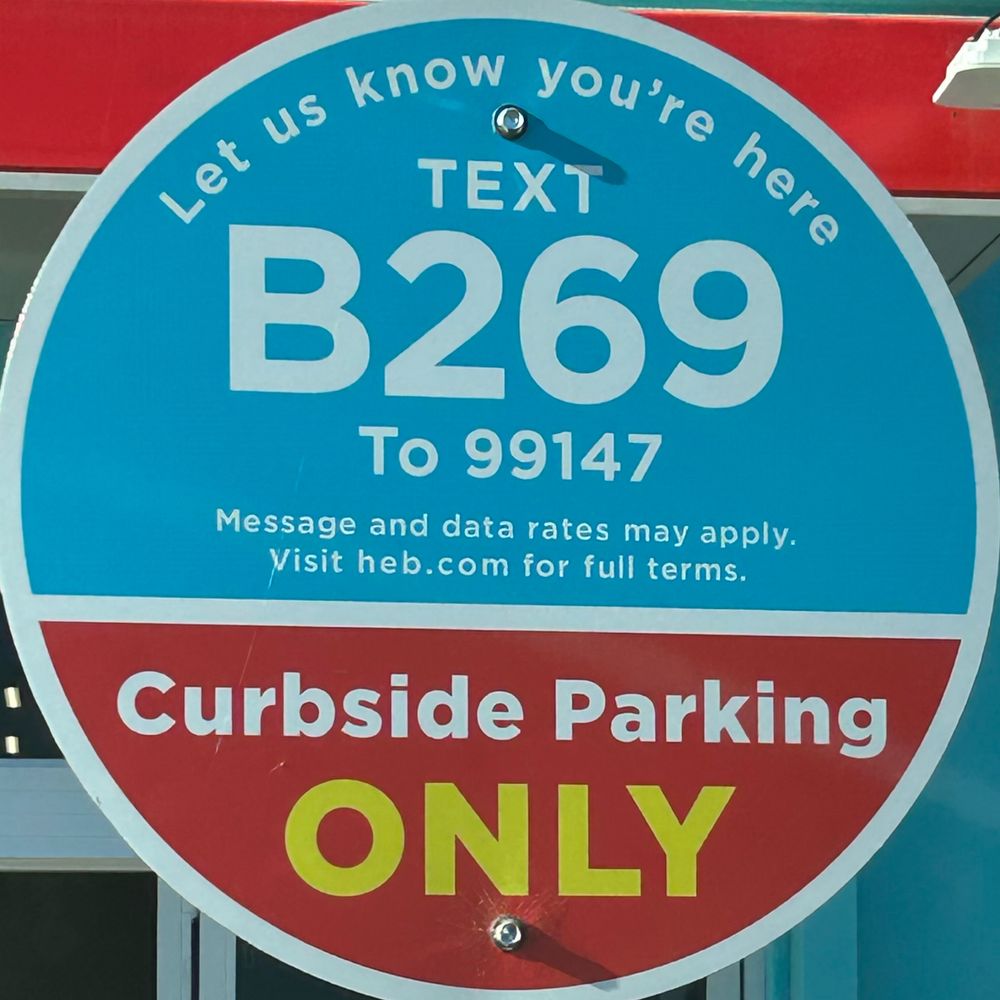 Let us know you're here
TEXT
B269
To 99147
Message and data rates may apply.
Visit heb.com for full terms.
Curbside Parking
ONLY